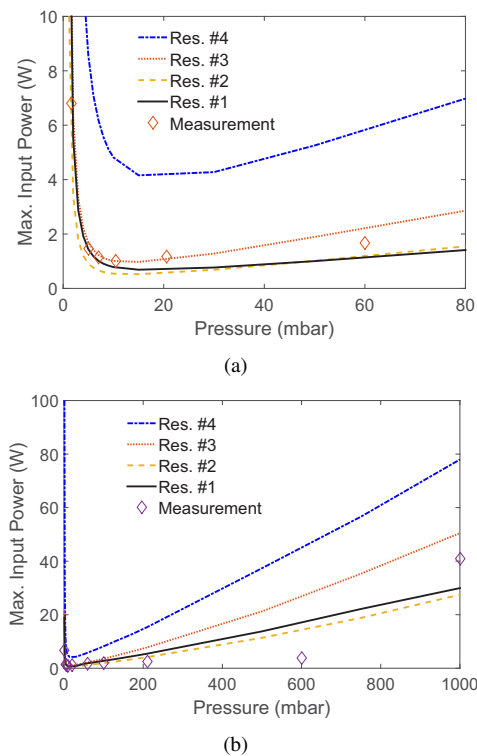 10
8
6
4
2
0
Max. Input Power (W)
Res. #4
Res. #3
Res. #2
Res. #1
Measurement
0 20 40 60 80
Pressure (mbar)
(a)
100
80
60
40
20
0
Max. Input Power (W)
Res. #4
Res. #3
Res. #2
Res. #1
Measurement
0 200 400 600 800 1000
Pressure (mbar)
(b)